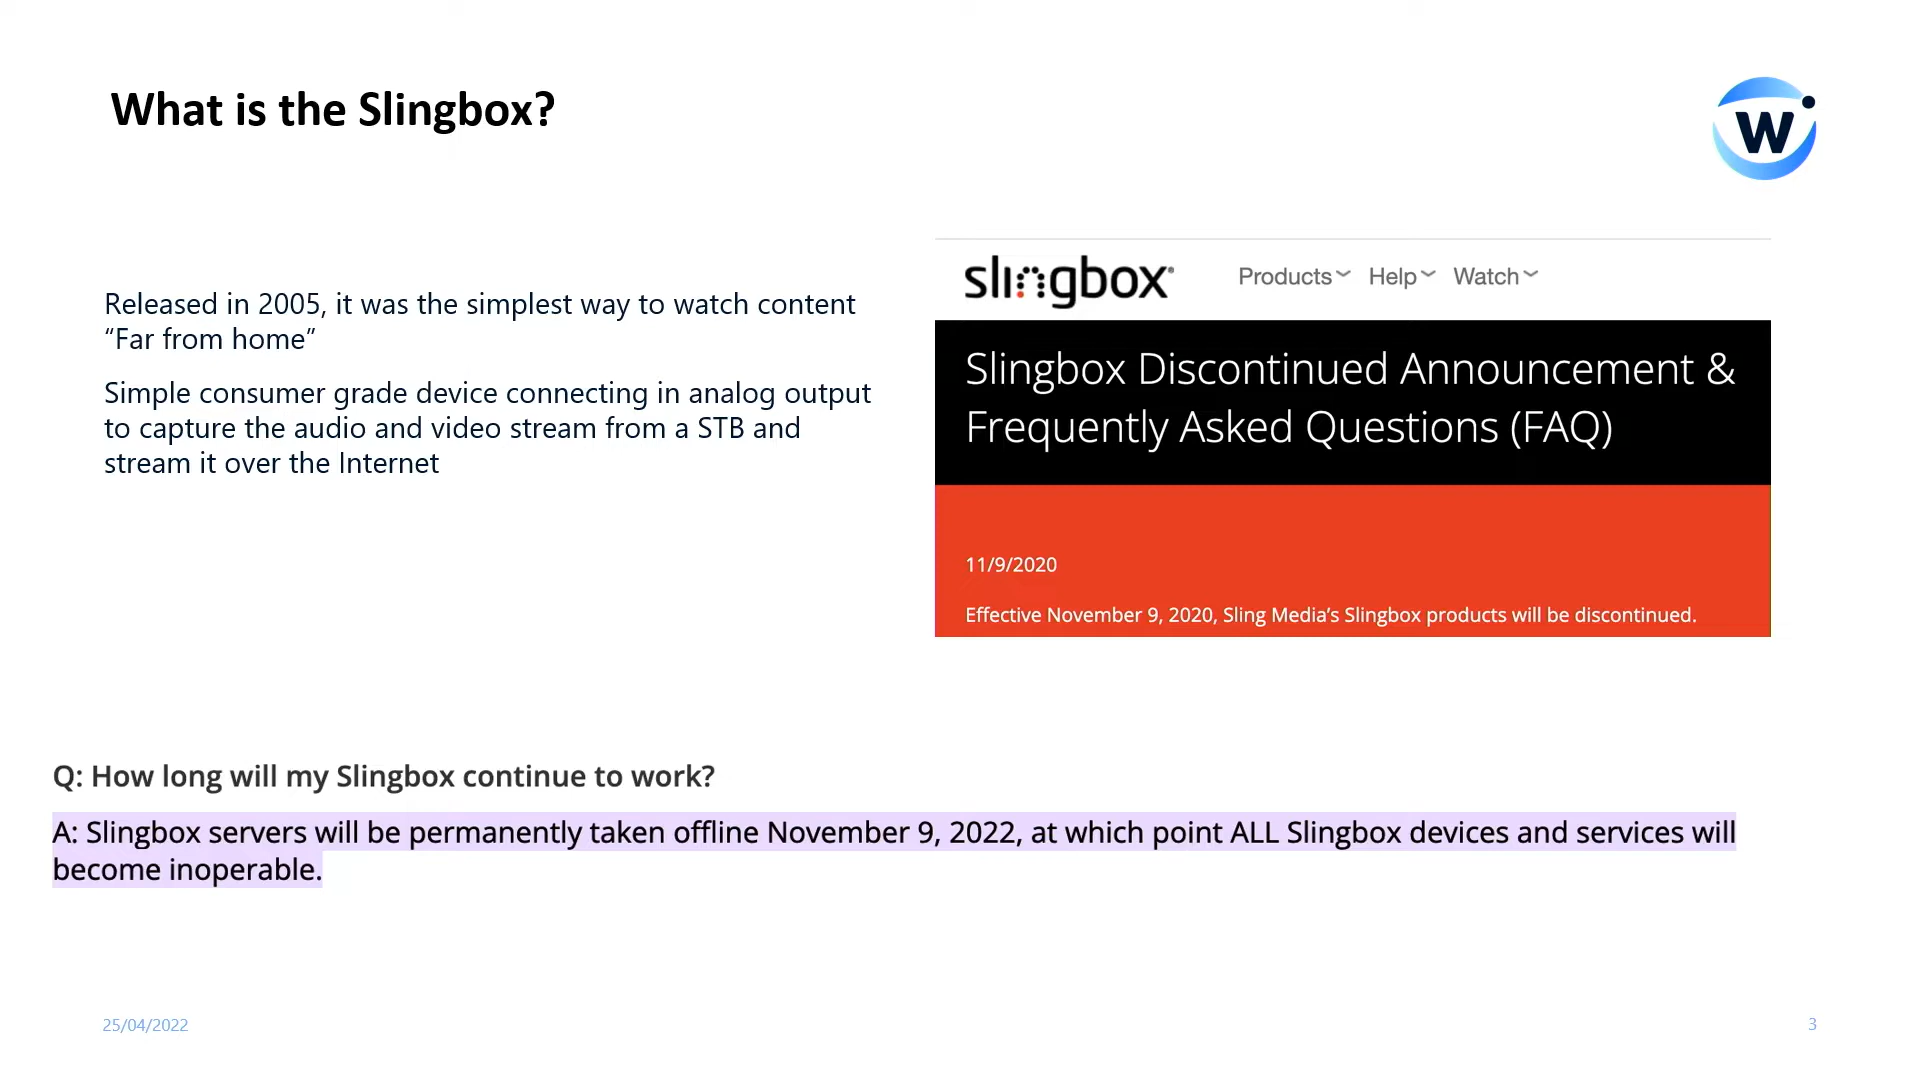 What is the Slingbox?
W
Released in 2005, it was the simplest way to watch content
“Far from home”
Simple consumer grade device connecting in analog output
to capture the audio and video stream from a STB and
stream it over the Internet
slingbox Products Help Watch
Slingbox Discontinued Announcement &
Frequently Asked Questions (FAQ)
11/9/2020
Effective November 9, 2020, Sling Media’s Slingbox products will be discontinued.
Q: How long will my Slingbox continue to work?
A: Slingbox servers will be permanently taken offline November 9, 2022, at which point ALL Slingbox devices and services will
become inoperable.
25/04/2022
3